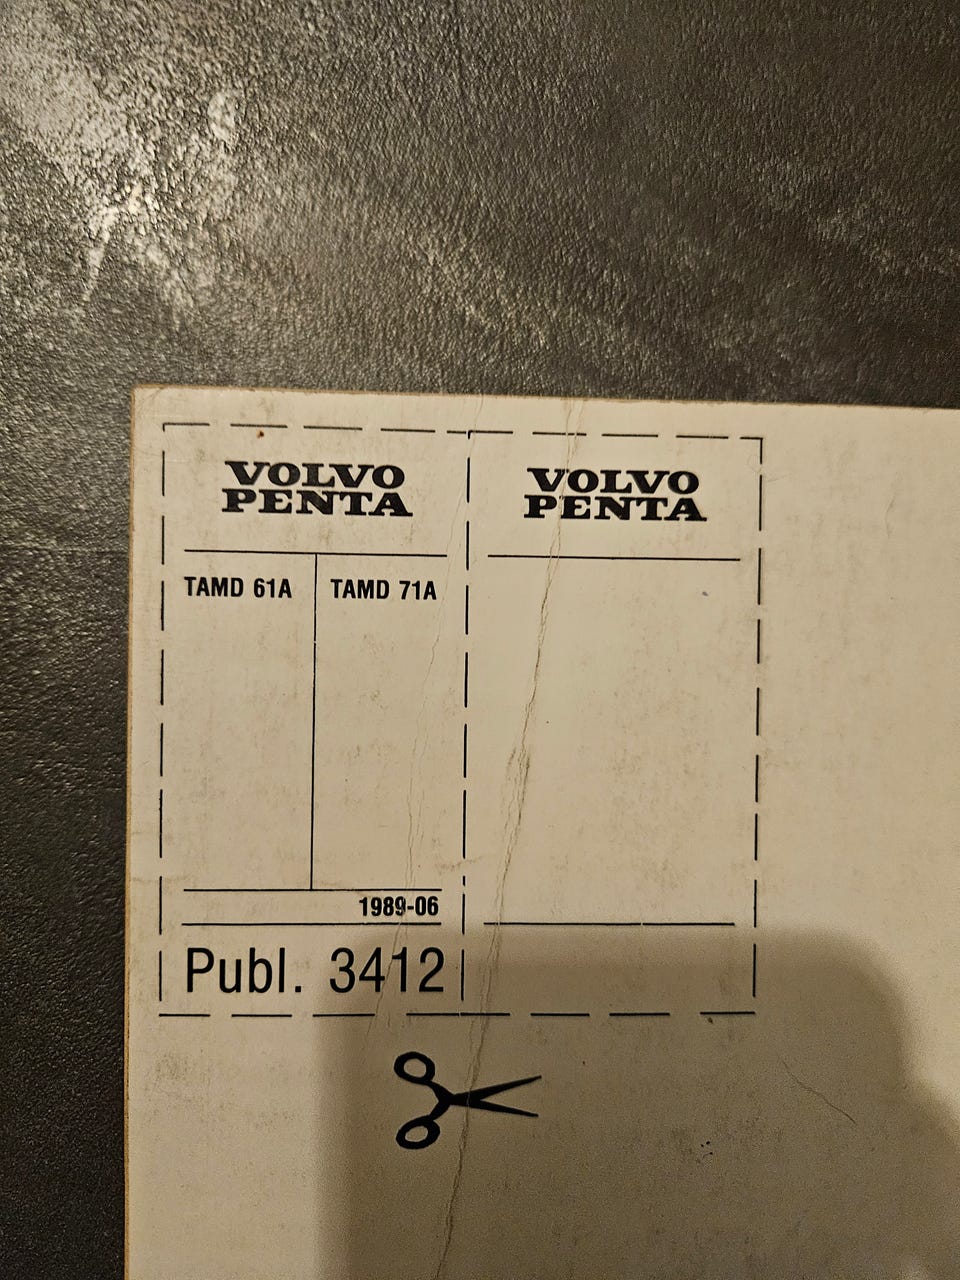 VOLVO
PENTA
TAMD 61A
TAMD 71A
1989-06
Publ. 3412
VOLVO
PENTA